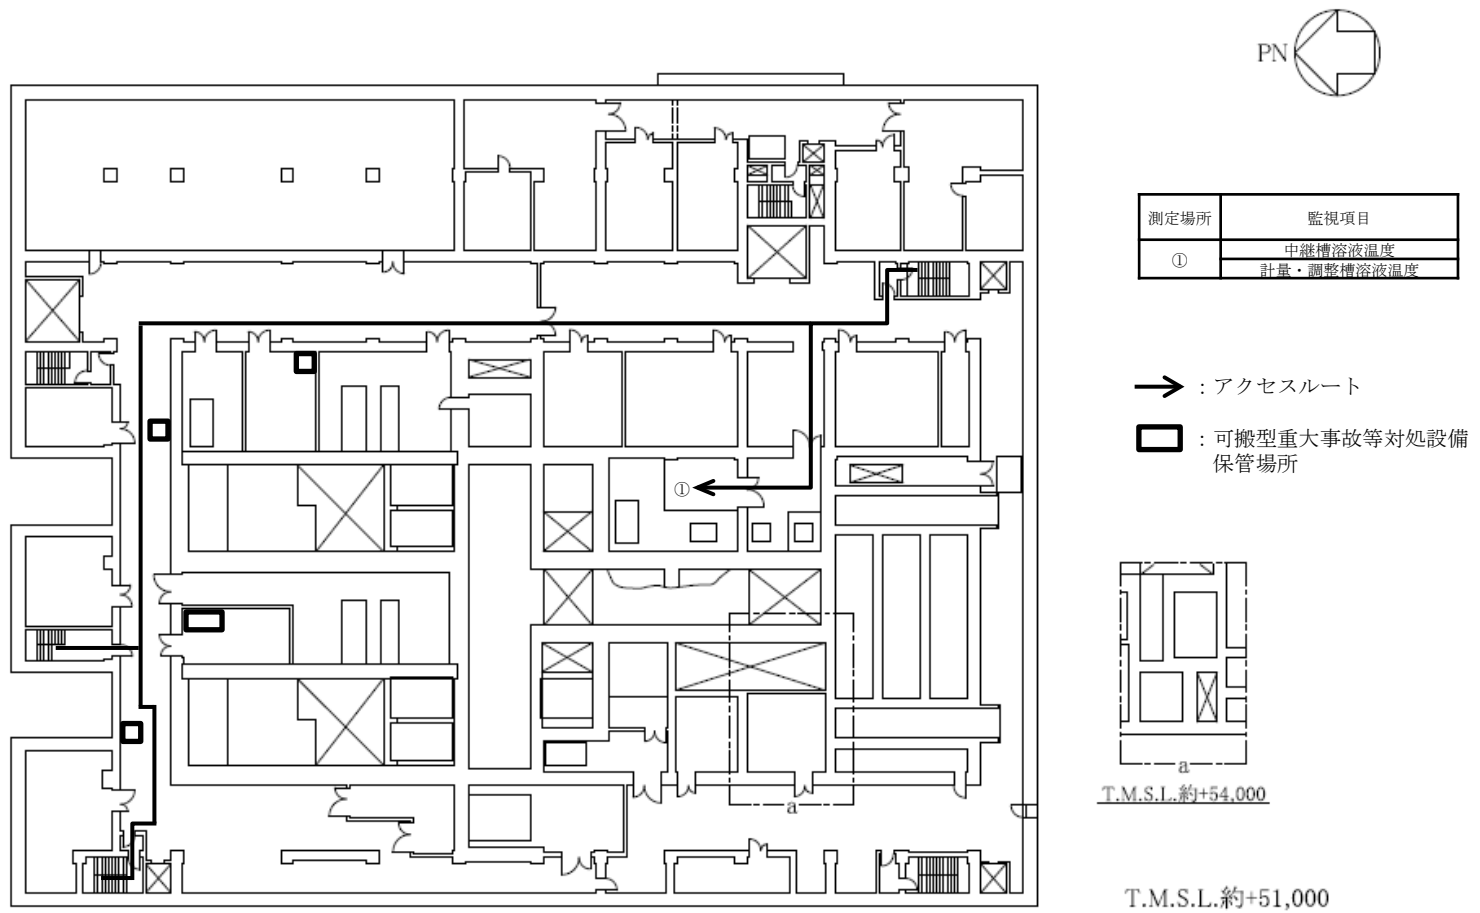 PN
測定場所 監視項目
① 中継槽溶液温度
計量・調整槽溶液温度
：アクセスルート
：可搬型重大事故等対処設備
保管場所
①
a
a
T.M.S.L.約+54,000
T.M.S.L.約+51,000